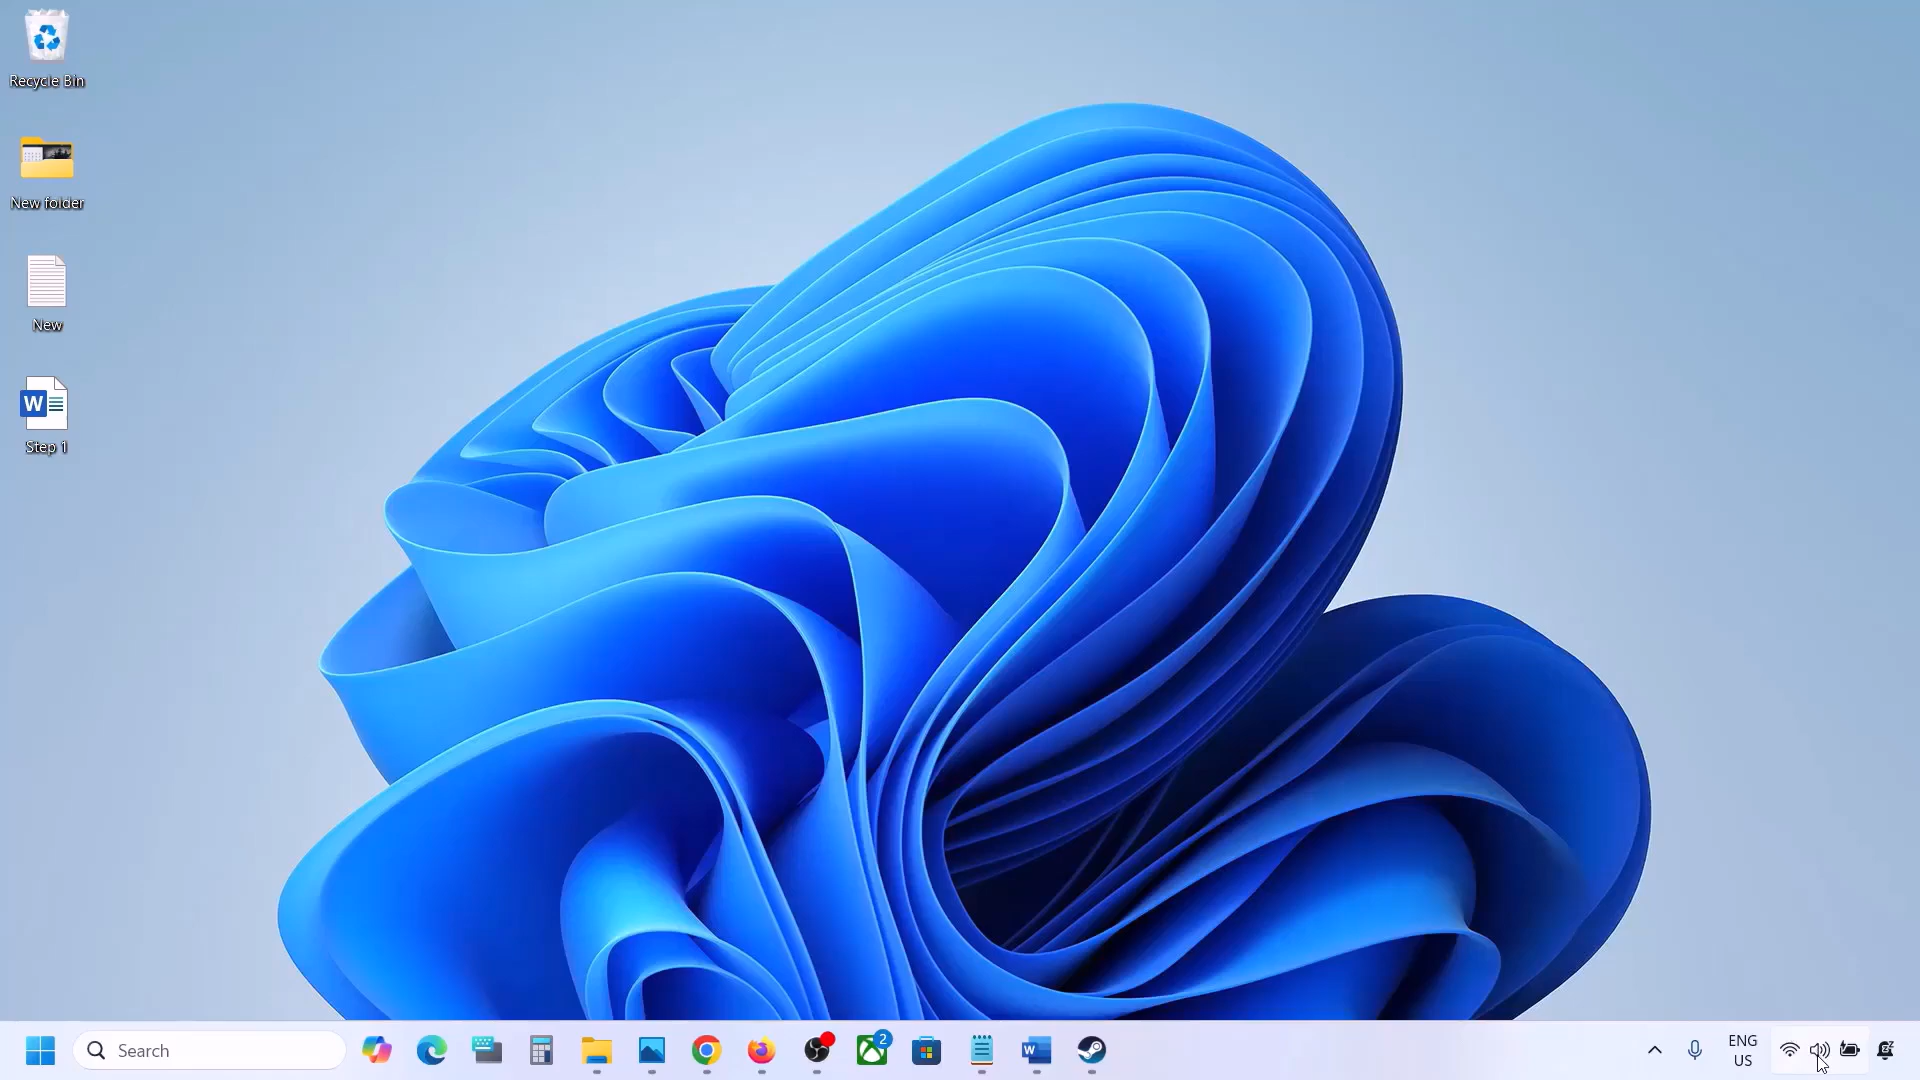 Recycle Bin
New folder
New
W
Step 1
Search
2
W
ENG
US